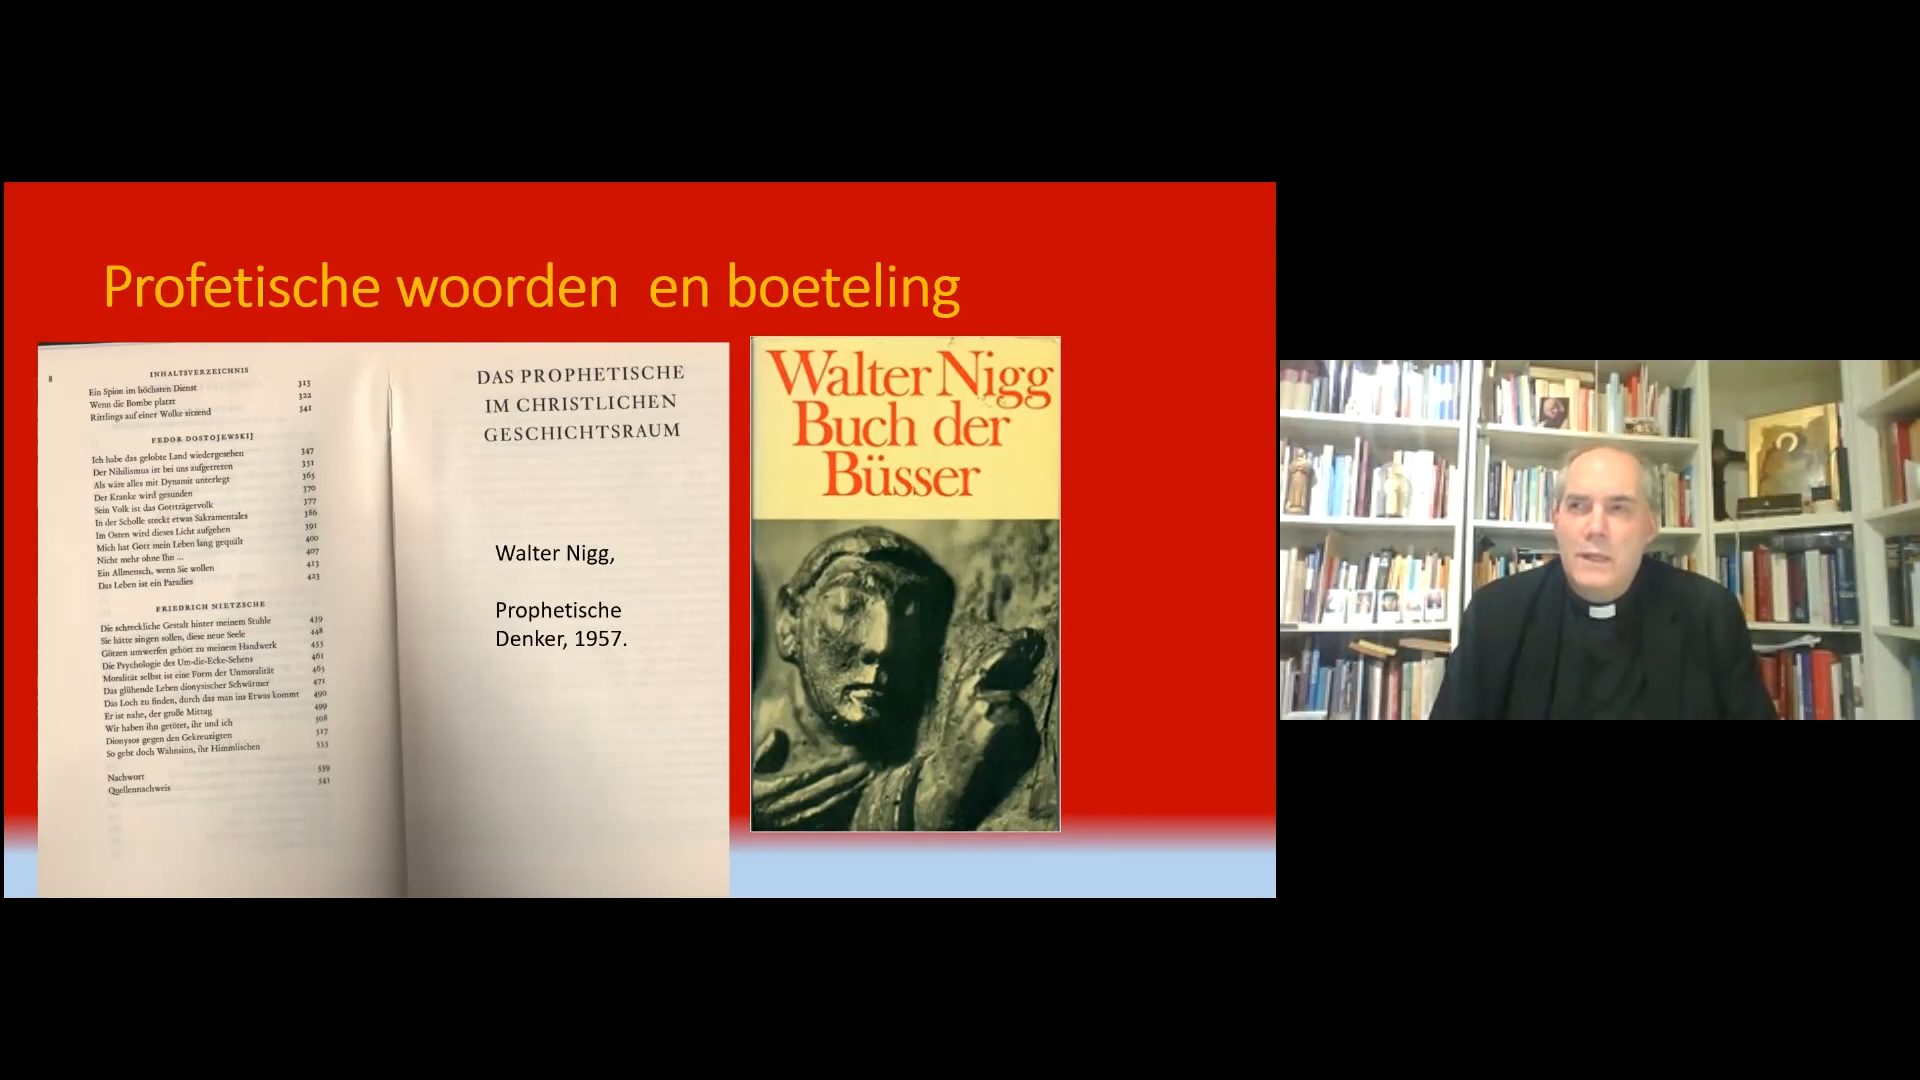 Profetische woorden en boeteling
8
INHALTSVERZEICHNIS
Ein Spion im höchsten Dienst 313
Wenn die Bombe platzt 322
Rittlings auf einer Wolke sitzend 341
FEDOR DOSTOJEWSKIJ
Ich habe das gelobte Land wiedergesehen 347
Der Nihilismus ist bei uns aufgetreten 351
Als wäre alles mit Dynamit unterlegt 365
Der Kranke wird gesunden 370
Sein Volk ist das Gottträgervolk 377
In der Scholle steckt etwas Sakramentales 386
Im Osten wird dieses Licht aufgehen 391
Mich hat Gott mein Leben lang gequält 400
Nicht mehr ohne Ihn ... 407
Ein Allmensch, wenn Sie wollen 413
Das Leben ist ein Paradies 423
FRIEDRICH NIETZSCHE
Die schreckliche Gestalt hinter meinem Stuhle 439
Sie hätte singen sollen, diese neue Seele 448
Götzen umwerfen gehört zu meinem Handwerk 455
Die Psychologie des Um-die-Ecke-Sehens 461
Moralität selbst ist eine Form der Unmoralität 465
Das glühende Leben dionysischer Schwärmer 471
Das Loch zu finden, durch das man ins Etwas kommt 490
Er ist nahe, der große Mittag 499
Wir haben ihn getötet, ihr und ich 508
Dionysos gegen den Gekreuzigten 517
So gebt doch Wahnsinn, ihr Himmlischen 535
Nachwort 539
Quellennachweis 541
DAS PROPHETISCHE
IM CHRISTLICHEN
GESCHICHTSRAUM
Walter Nigg,
Prophetische
Denker, 1957.
Walter Nigg
Buch der
Büsser